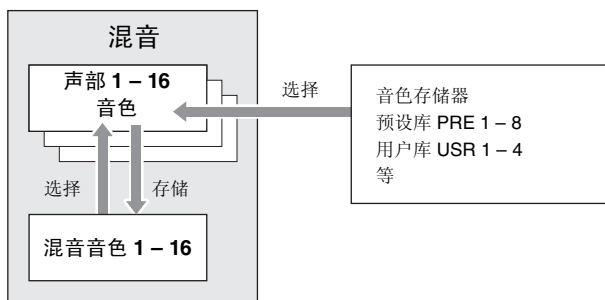 混音
声部 1 – 16
音色
选择
存储
混音音色 1 – 16
选择
音色存储器
预设库 PRE 1 – 8
用户库 USR 1 – 4
等